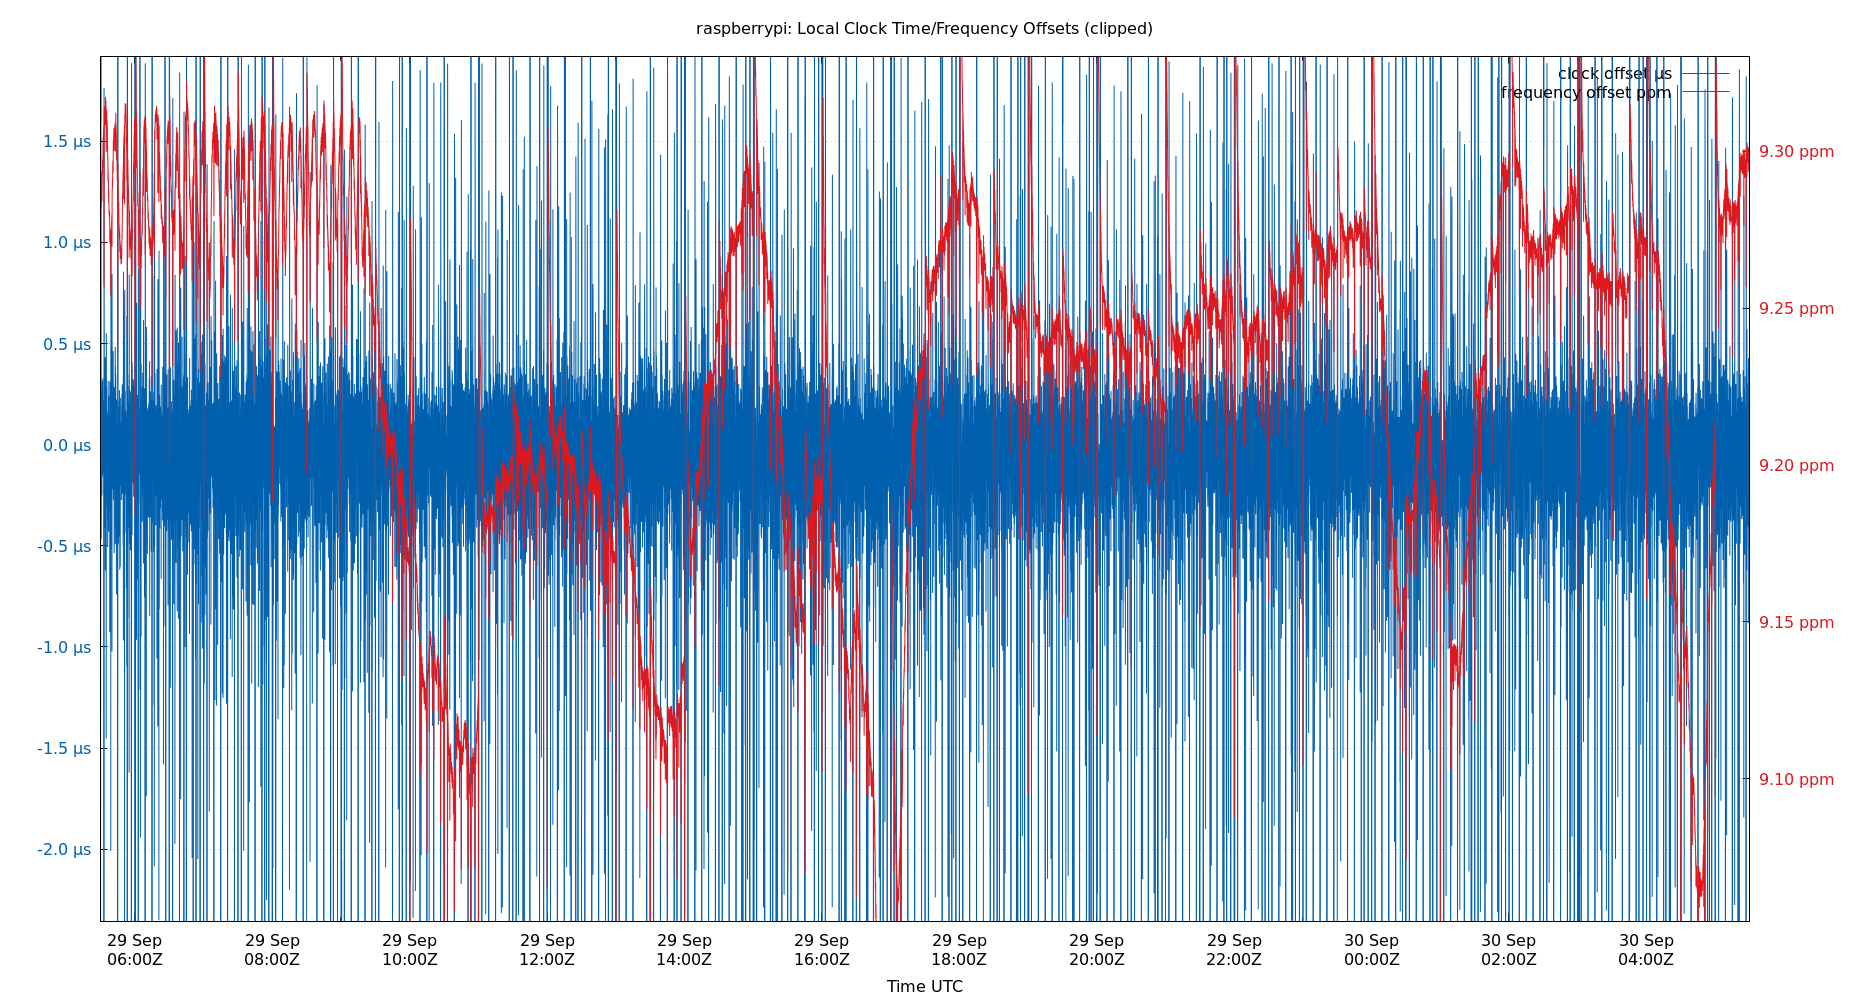 raspberrypi: Local Clock Time/Frequency Offsets (clipped)
clock offset µs
frequency offset ppm
1.5 µs
1.0 µs
0.5 µs
0.0 µs
-0.5 µs
-1.0 µs
-1.5 µs
-2.0 µs
9.30 ppm
9.25 ppm
9.20 ppm
9.15 ppm
9.10 ppm
29 Sep
06:00Z
29 Sep
08:00Z
29 Sep
10:00Z
29 Sep
12:00Z
29 Sep
14:00Z
29 Sep
16:00Z
29 Sep
18:00Z
29 Sep
20:00Z
29 Sep
22:00Z
30 Sep
00:00Z
30 Sep
02:00Z
30 Sep
04:00Z
Time UTC